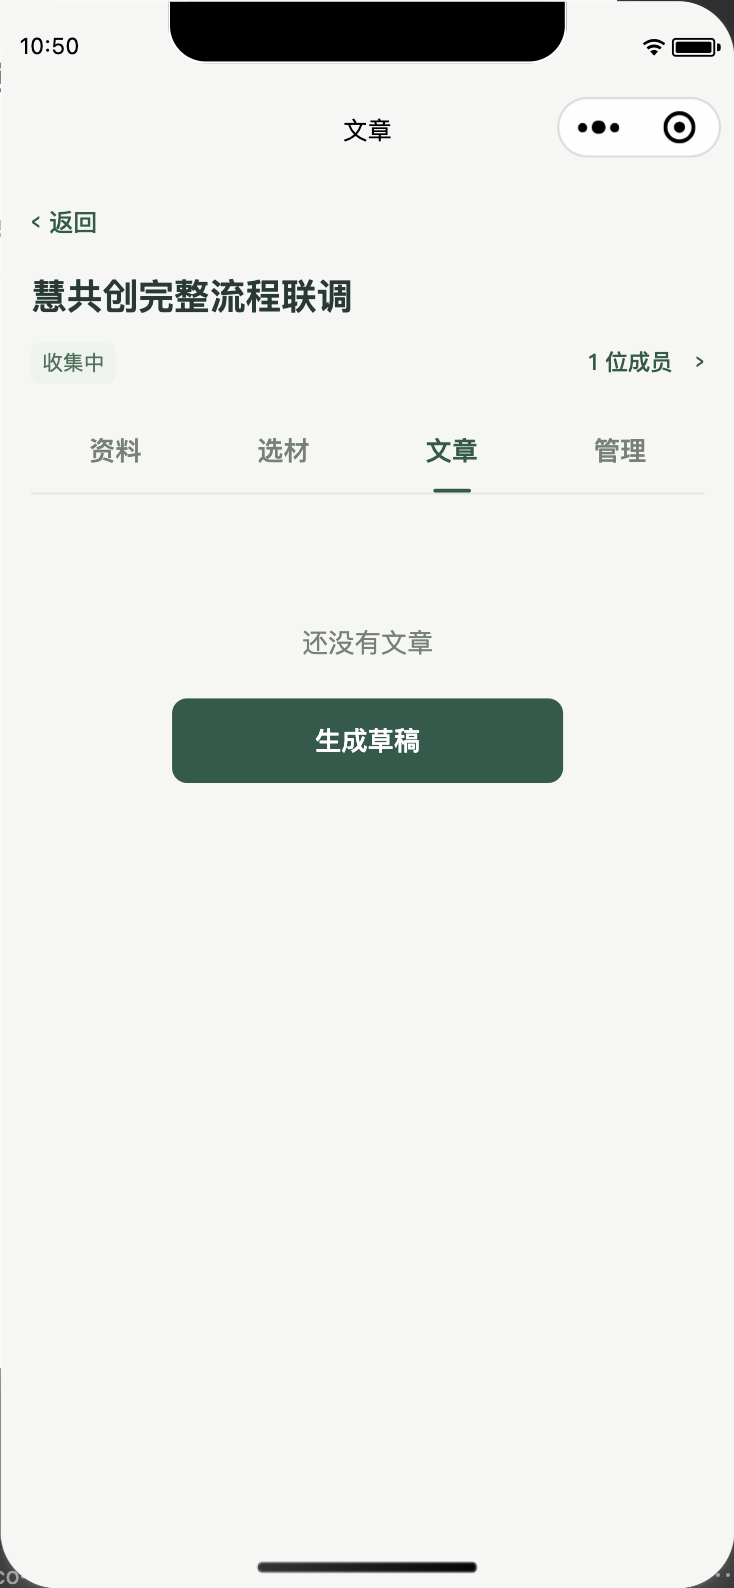 10:50
文章
‹ 返回
慧共创完整流程联调
收集中
1 位成员 ›
资料 选材 文章 管理
还没有文章
生成草稿